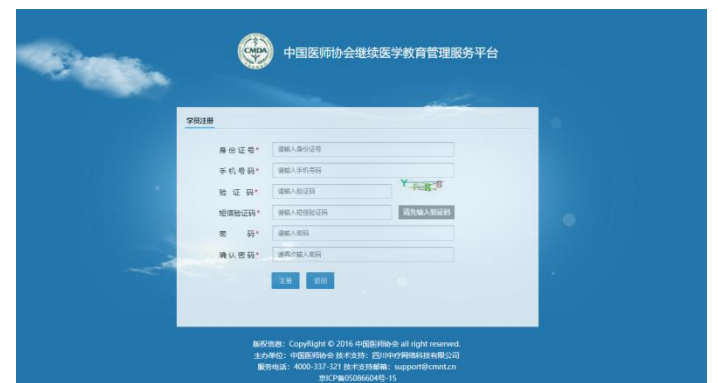 CMDA 中国医师协会继续医学教育管理服务平台
学员注册
身份证号* 请输入身份证号
手机号码* 请输入手机号码
验 证 码* 请输入验证码
短信验证码* 请输入短信验证码 请先输入验证码
密 码* 请输入密码
确认密码* 请再次输入密码
注册 返回
版权信息：CopyRight © 2016 中国医师协会 all right reserved.
主办单位：中国医师协会 技术支持：四川中疗网络科技有限公司
服务电话：4000-337-321 技术支持邮箱：support@cmnt.cn
京ICP备05086604号-15